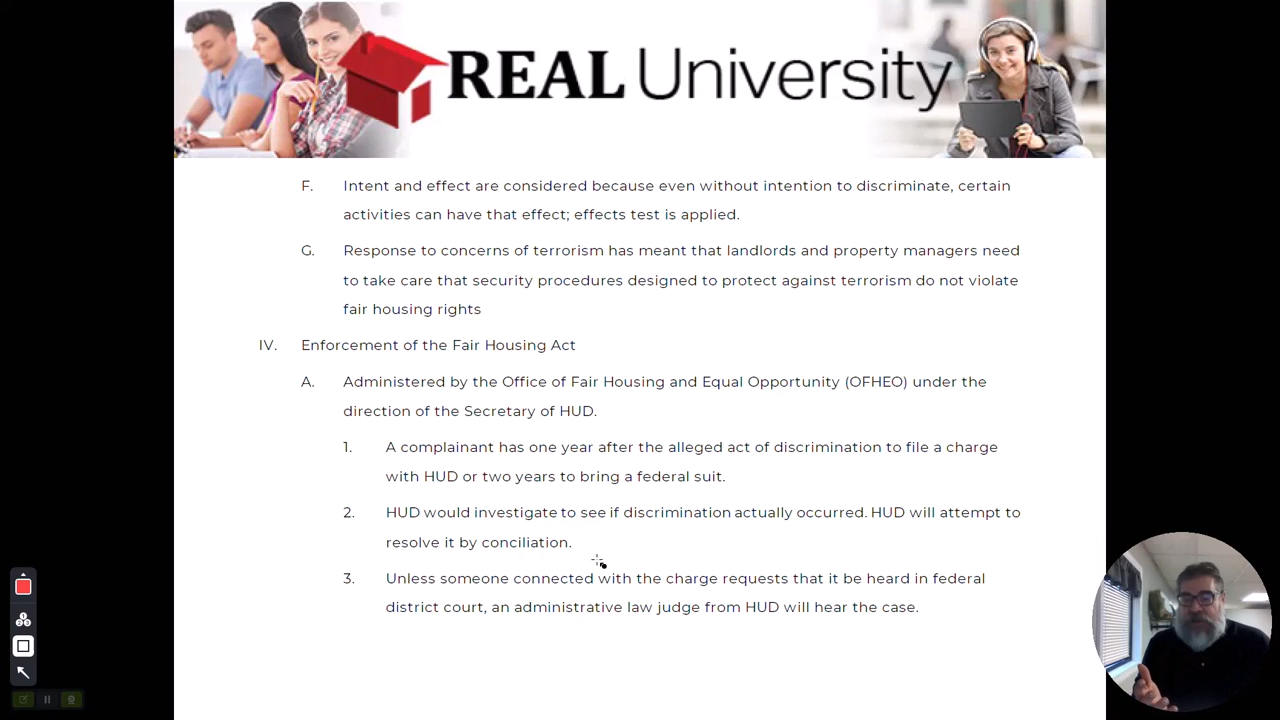 REAL University
F. Intent and effect are considered because even without intention to discriminate, certain
activities can have that effect; effects test is applied.
G. Response to concerns of terrorism has meant that landlords and property managers need
to take care that security procedures designed to protect against terrorism do not violate
fair housing rights
IV. Enforcement of the Fair Housing Act
A. Administered by the Office of Fair Housing and Equal Opportunity (OFHEO) under the
direction of the Secretary of HUD.
1. A complainant has one year after the alleged act of discrimination to file a charge
with HUD or two years to bring a federal suit.
2. HUD would investigate to see if discrimination actually occurred. HUD will attempt to
resolve it by conciliation.
3. Unless someone connected with the charge requests that it be heard in federal
district court, an administrative law judge from HUD will hear the case.